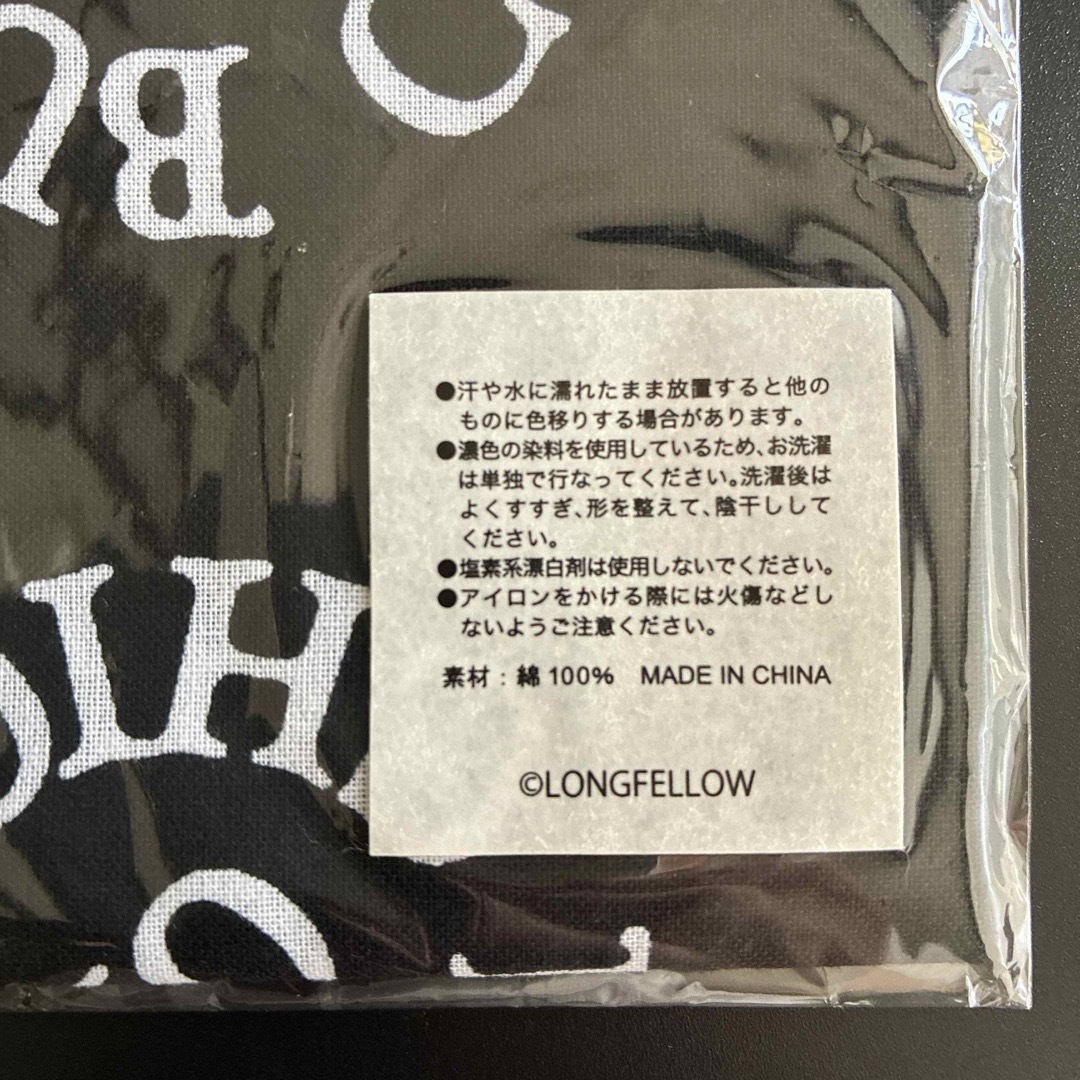 BU
●汗や水に濡れたまま放置すると他の
ものに色移りする場合があります。
●濃色の染料を使用しているため、お洗濯
は単独で行なってください。洗濯後は
よくすすぎ、形を整えて、陰干しして
ください。
●塩素系漂白剤は使用しないでください。
●アイロンをかける際には火傷などし
ないようご注意ください。
素材：綿100% MADE IN CHINA
©LONGFELLOW